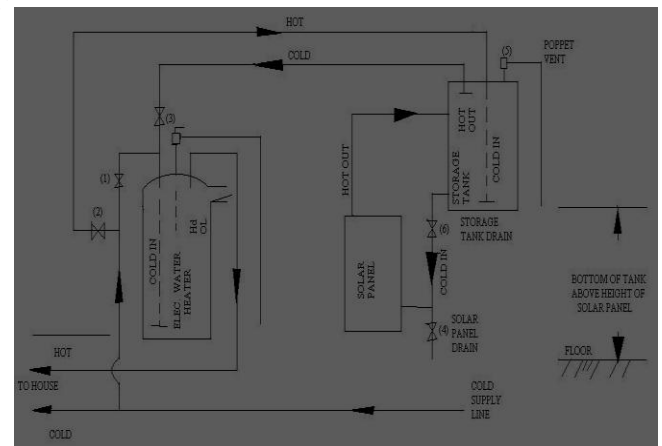 HOT
COLD
(5)
POPPET
VENT
(3)
HOT
OUT
COLD IN
STORAGE
TANK
HOT OUT
(1)
(2)
COLD IN
ELEC. WATER
HEATER
Hd
OL
SOLAR
PANEL
(6)
COLD
IN
STORAGE
TANK DRAIN
(4)
SOLAR
PANEL
DRAIN
BOTTOM OF TANK
ABOVE HEIGHT OF
SOLAR PANEL
FLOOR
HOT
TO HOUSE
COLD
COLD
SUPPLY
LINE